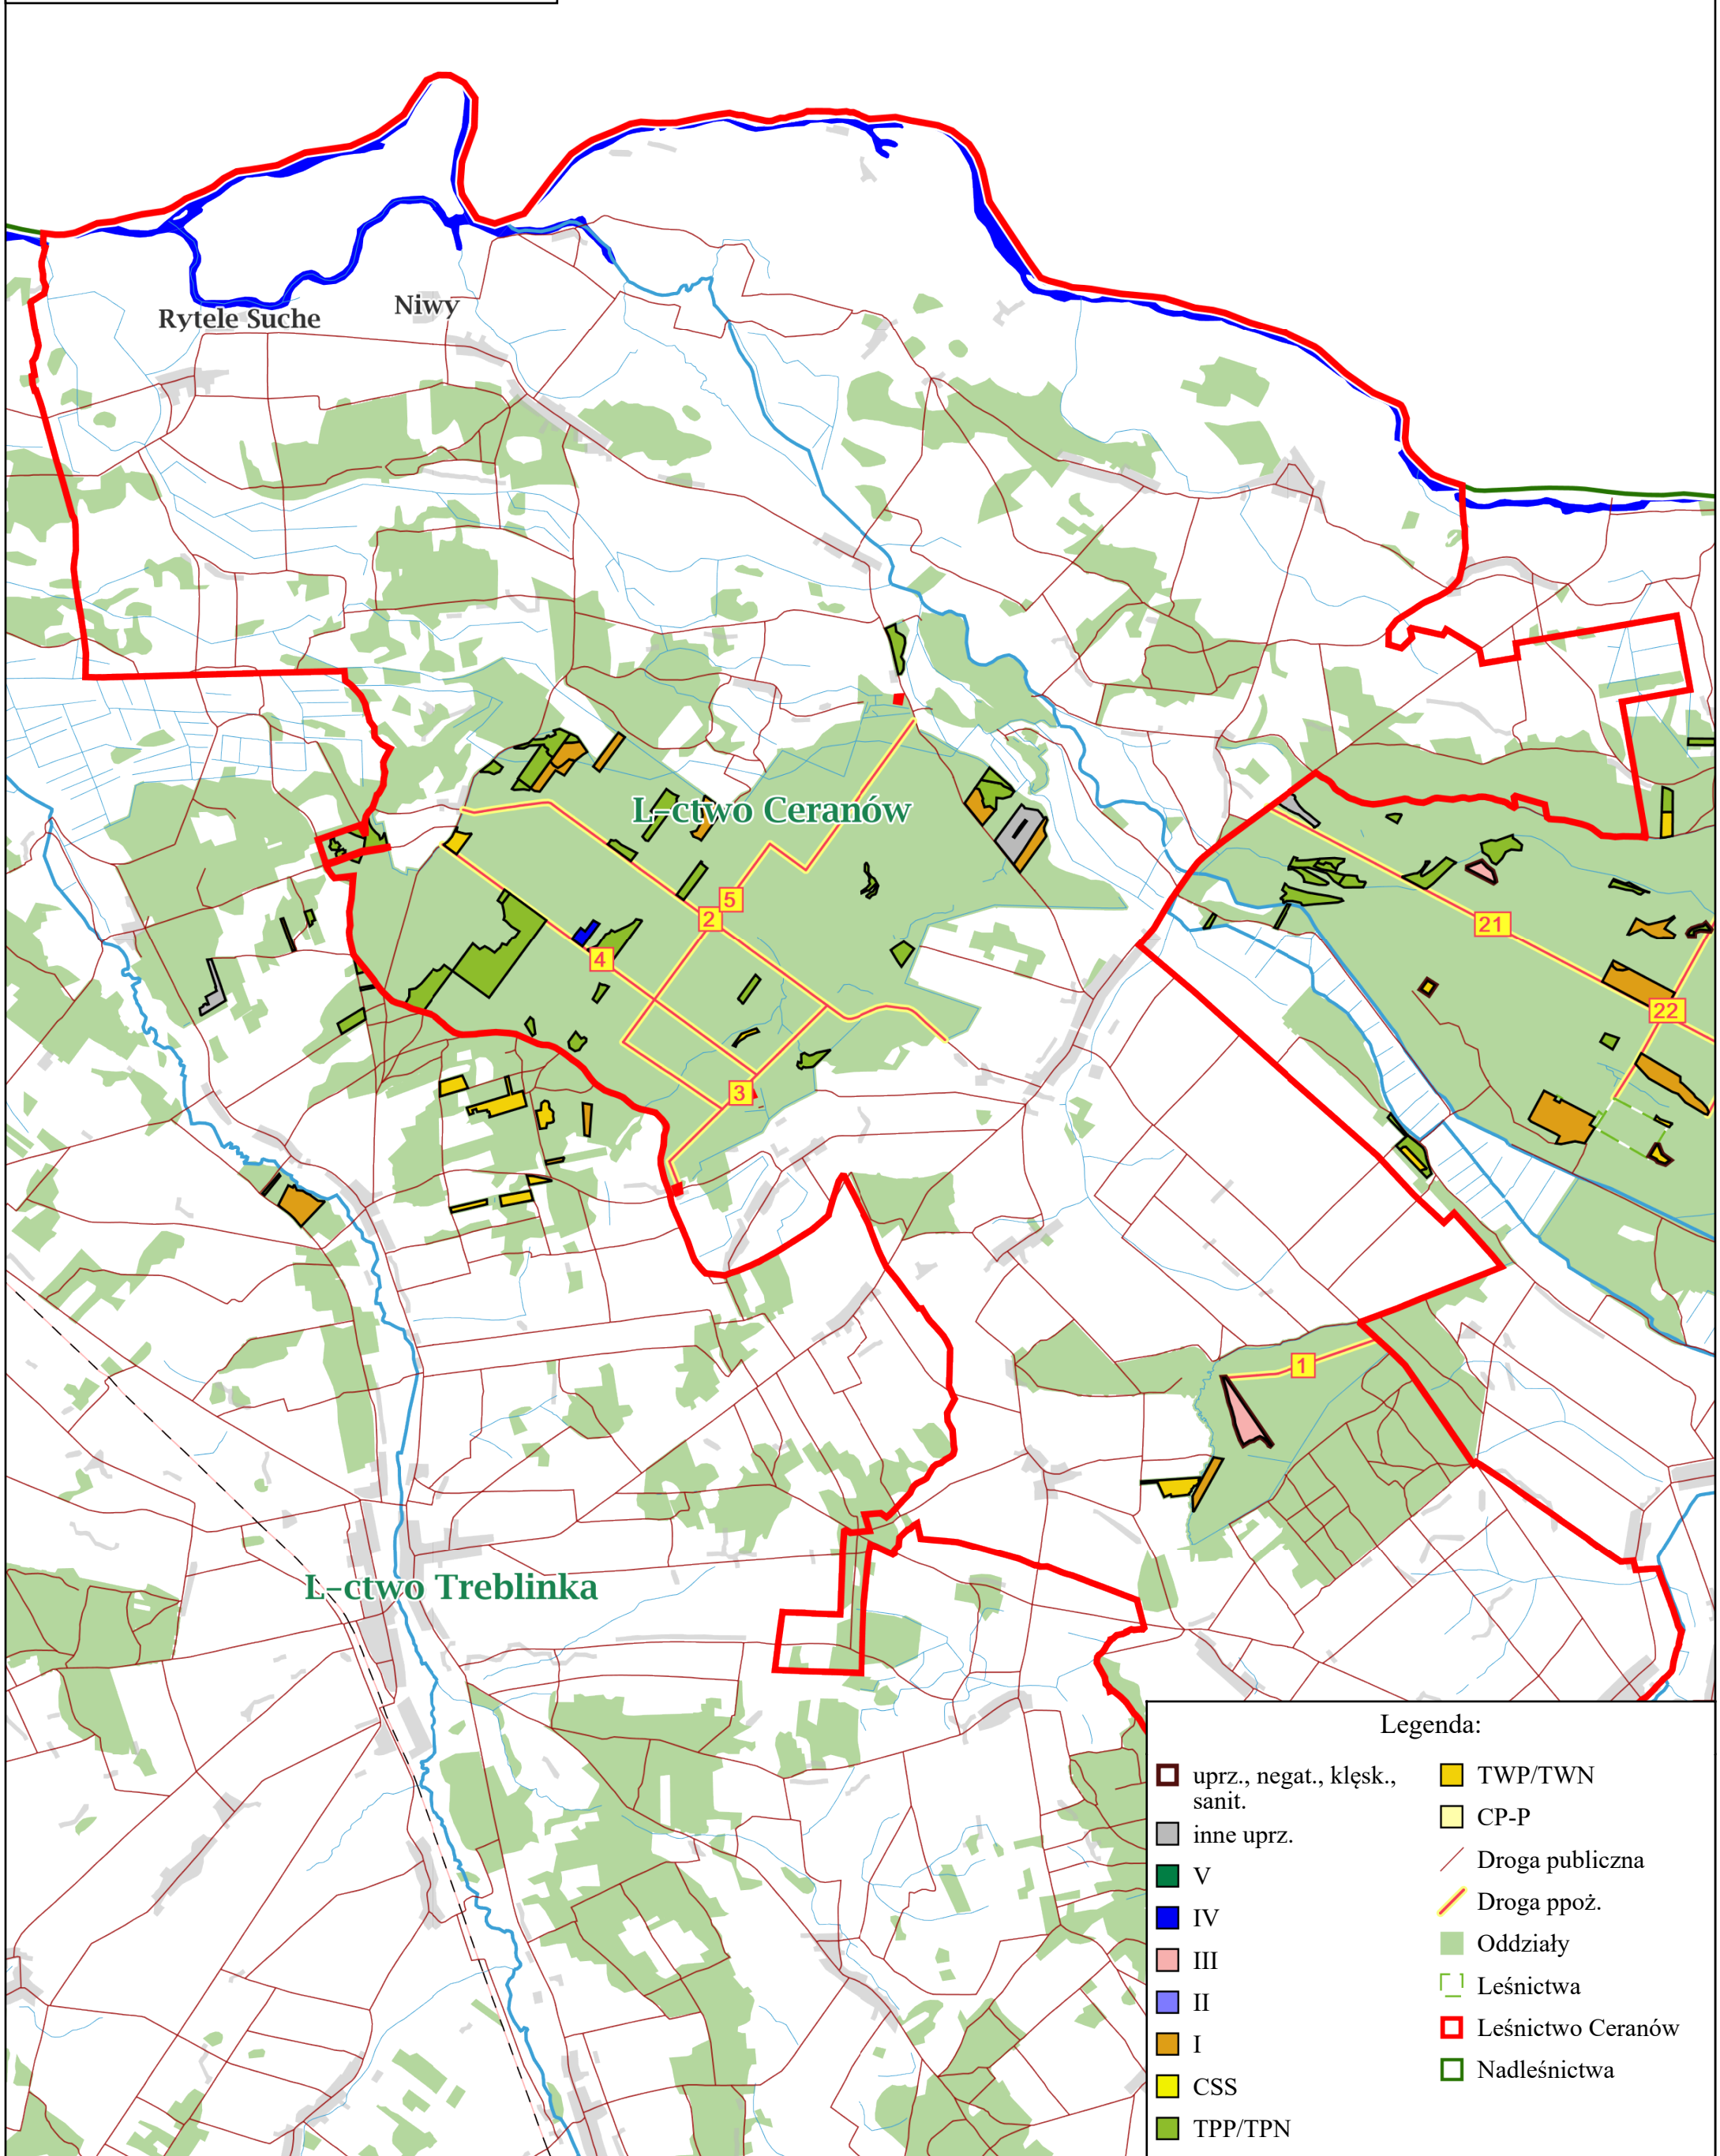 Niwy
Rytele Suche
L-ctwo Ceranów
5
2
21
4
22
3
1
L-ctwo Treblinka
Legenda:
uprz., negat., klęsk.,
sanit.
inne uprz.
V
IV
III
II
I
CSS
TPP/TPN
TWP/TWN
CP-P
Droga publiczna
Droga ppoż.
Oddziały
Leśnictwa
Leśnictwo Ceranów
Nadleśnictwa